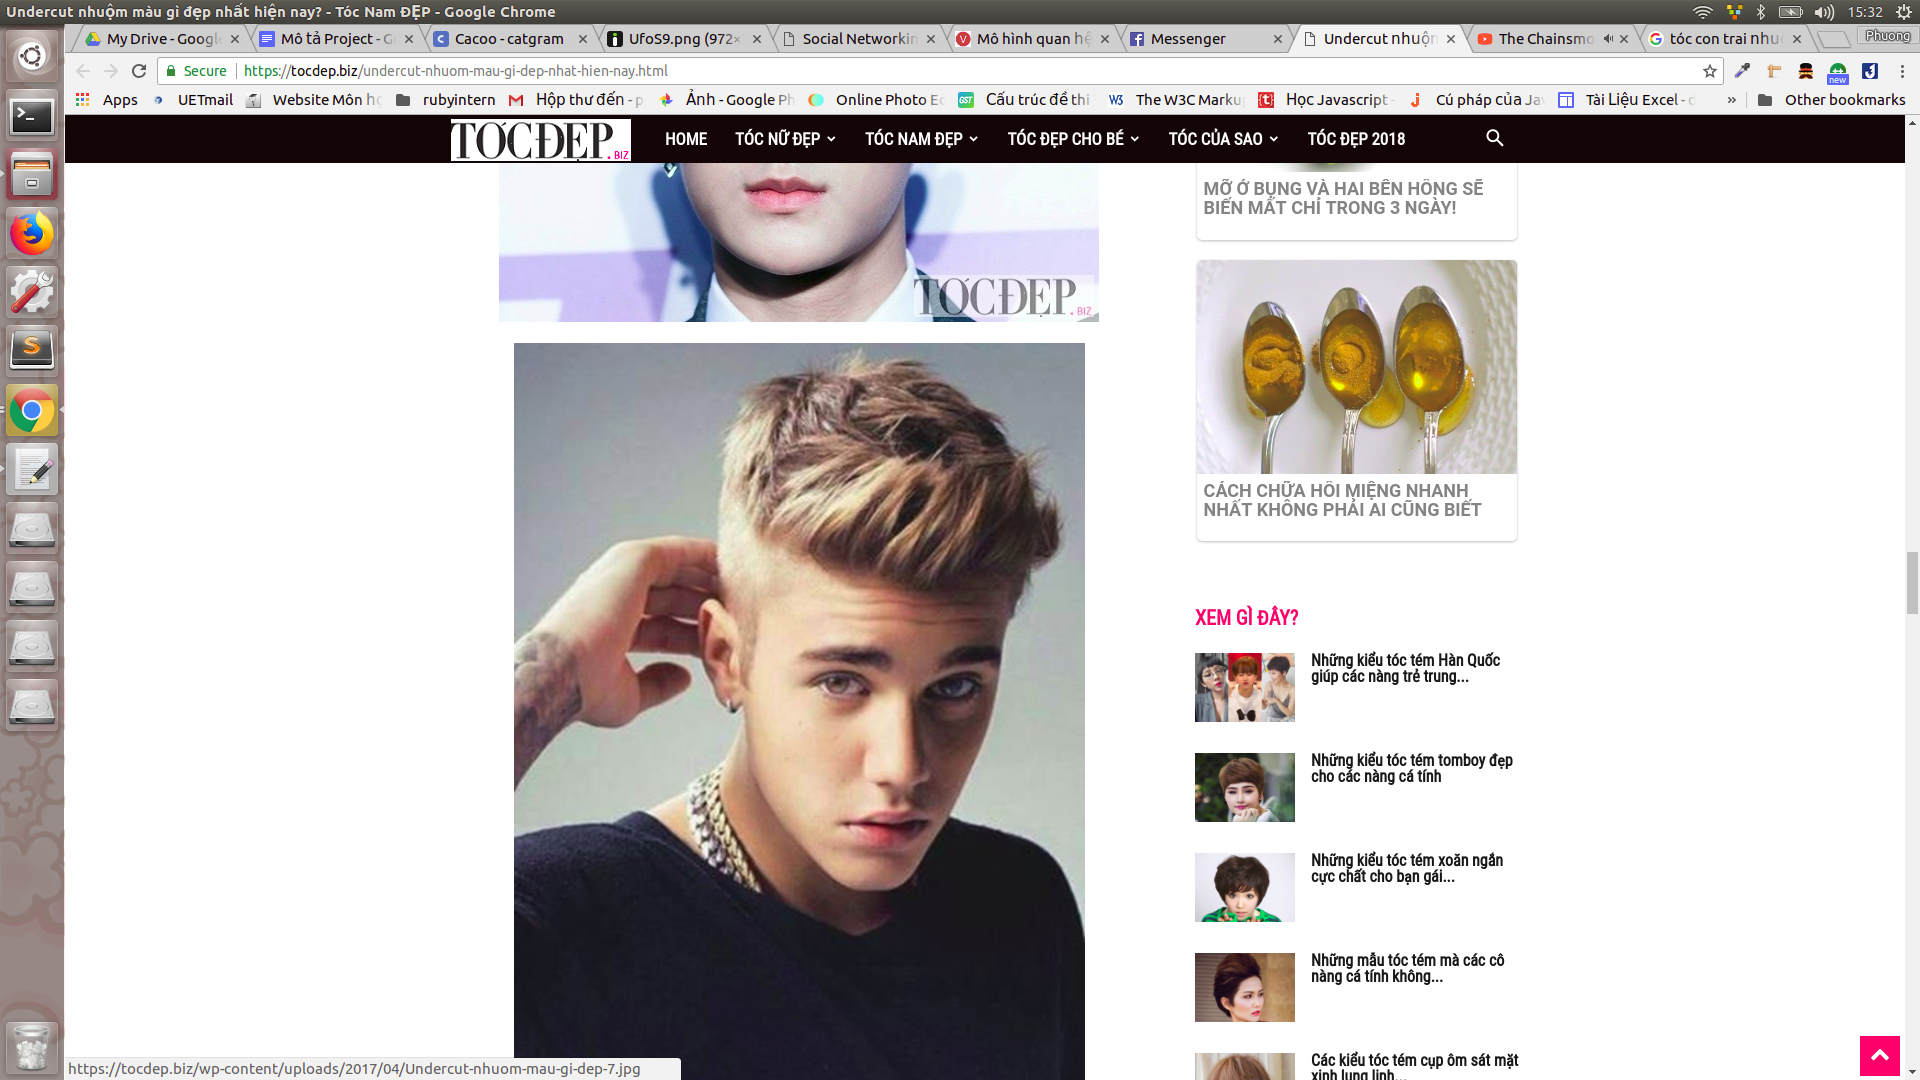 Undercut nhuộm màu gì đẹp nhất hiện nay? - Tóc Nam ĐẸP - Google Chrome
15:32
My Drive - Googl
Mô tả Project - G
Cacoo - catgram
UfoS9.png (972×
Social Networkin
Mô hình quan hệ
Messenger
Undercut nhuộn
The Chainsmo
tóc con trai nhu
Phuong
Secure
https://tocdep.biz/undercut-nhuom-mau-gi-dep-nhat-hien-nay.html
new
Apps
UETmail
Website Môn họ
rubyintern
Hộp thư đến - p
Ảnh - Google Ph
Online Photo Ed
GST
Cấu trúc đề thi
W3
The W3C Marku
Học Javascript -
Cú pháp của Jav
Tài Liệu Excel - d
»
Other bookmarks
TÓCĐẸP.BIZ
HOME
TÓC NỮ ĐẸP
TÓC NAM ĐẸP
TÓC ĐẸP CHO BÉ
TÓC CỦA SAO
TÓC ĐẸP 2018
TÓCĐẸP.BIZ
MỠ Ở BỤNG VÀ HAI BÊN HÔNG SẼ
BIẾN MẤT CHỈ TRONG 3 NGÀY!
CÁCH CHỮA HÔI MIỆNG NHANH
NHẤT KHÔNG PHẢI AI CŨNG BIẾT
XEM GÌ ĐÂY?
Những kiểu tóc tém Hàn Quốc
giúp các nàng trẻ trung...
Những kiểu tóc tém tomboy đẹp
cho các nàng cá tính
Những kiểu tóc tém xoăn ngắn
cực chất cho bạn gái...
Những mẫu tóc tém mà các cô
nàng cá tính không...
Các kiểu tóc tém cụp ôm sát mặt
xinh lung linh...
https://tocdep.biz/wp-content/uploads/2017/04/Undercut-nhuom-mau-gi-dep-7.jpg